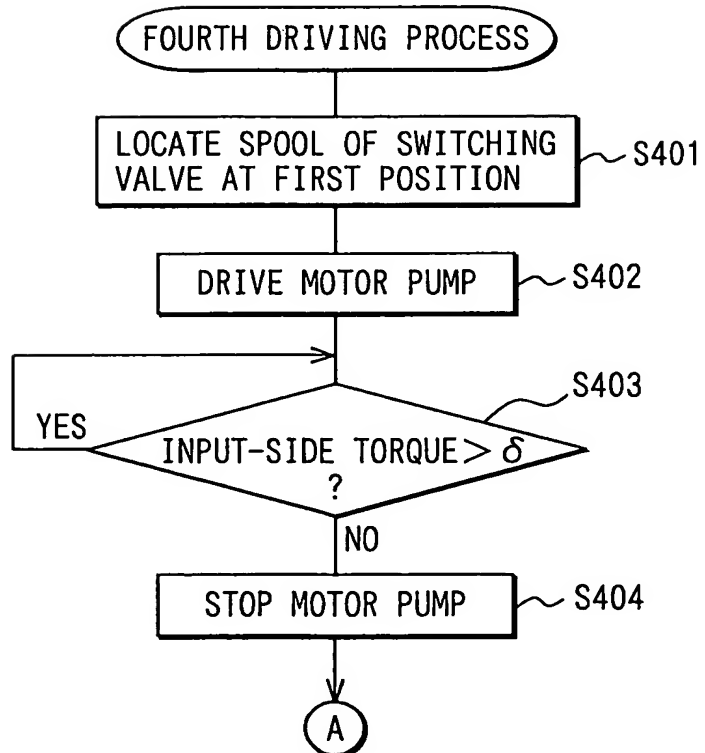 FOURTH DRIVING PROCESS
LOCATE SPOOL OF SWITCHING
VALVE AT FIRST POSITION
S401
DRIVE MOTOR PUMP
S402
S403
YES
INPUT-SIDE TORQUE > δ
?
NO
STOP MOTOR PUMP
S404
A